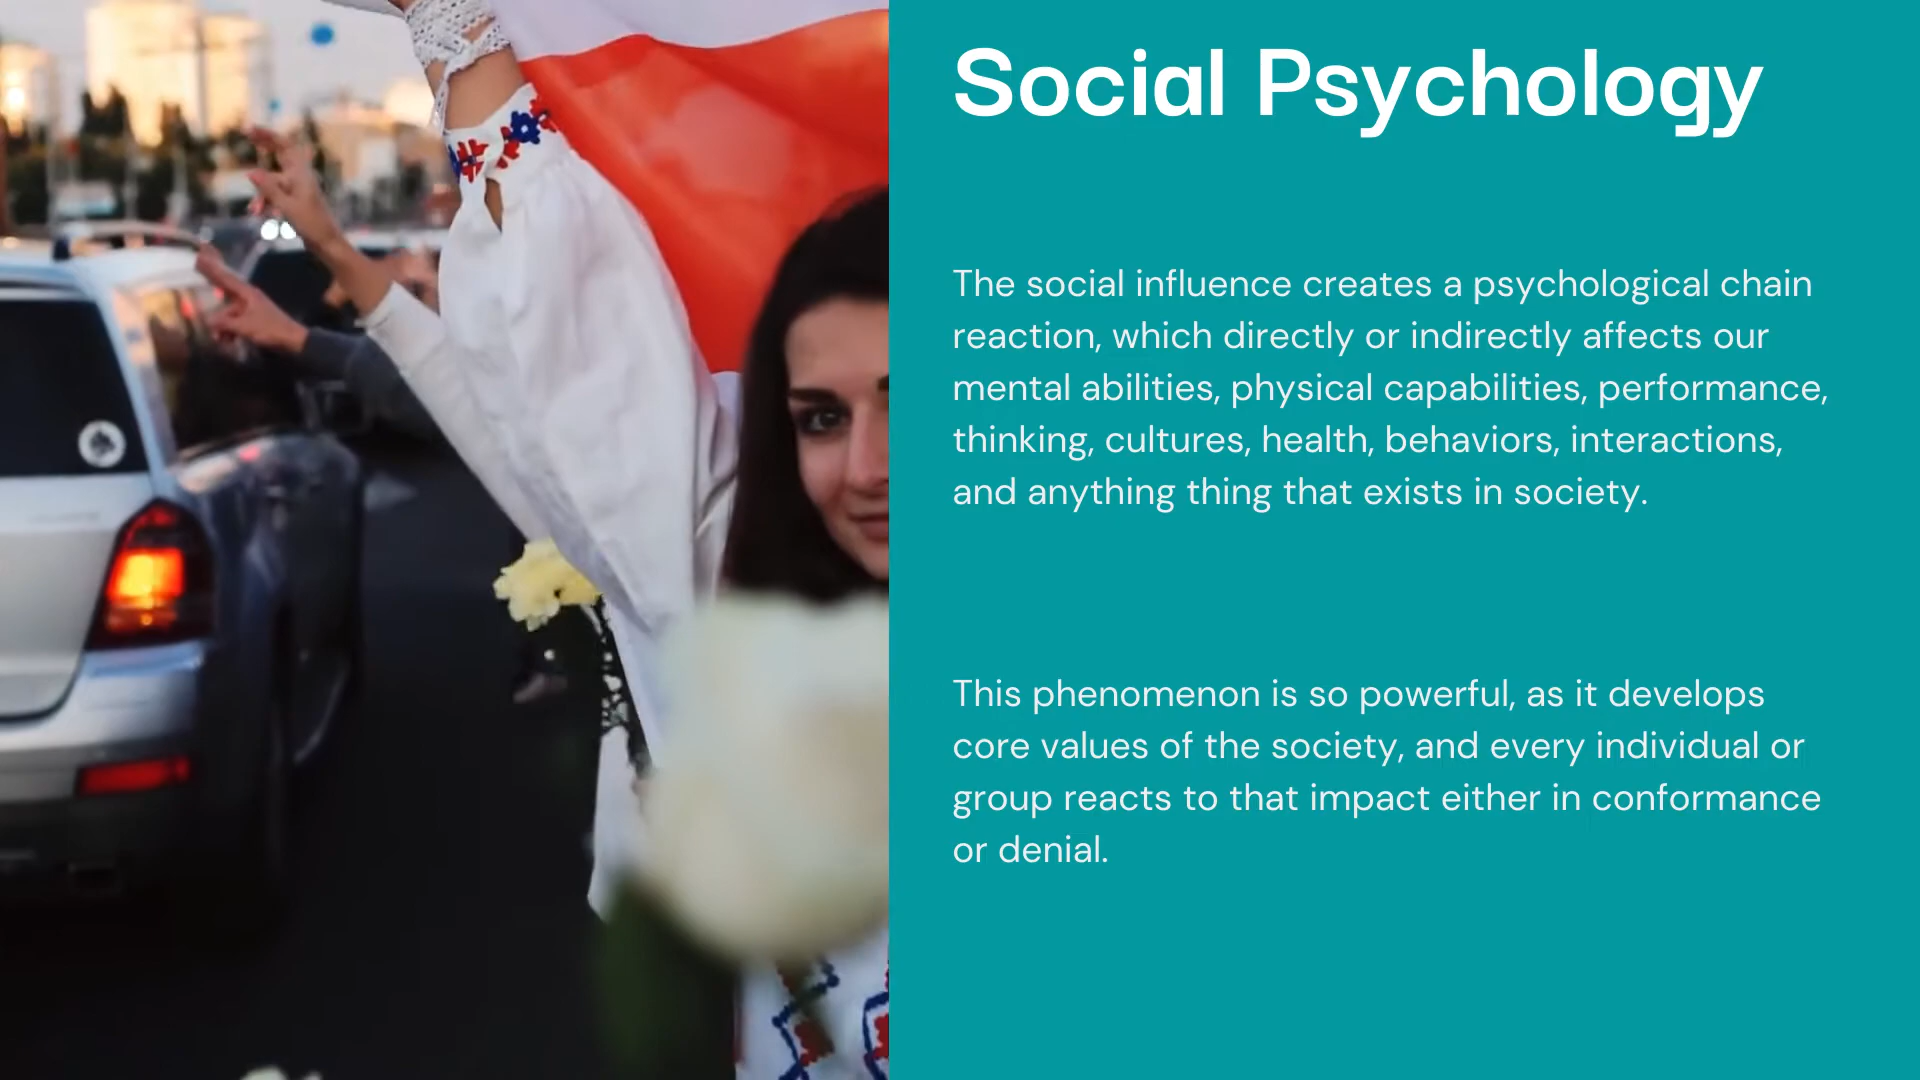 Social Psychology
The social influence creates a psychological chain
reaction, which directly or indirectly affects our
mental abilities, physical capabilities, performance,
thinking, cultures, health, behaviors, interactions,
and anything thing that exists in society.
This phenomenon is so powerful, as it develops
core values of the society, and every individual or
group reacts to that impact either in conformance
or denial.